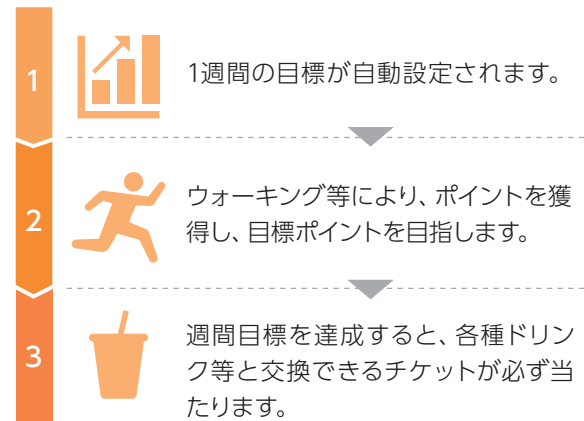 1
1週間の目標が自動設定されます。
2
ウォーキング等により、ポイントを獲
得し、目標ポイントを目指します。
3
週間目標を達成すると、各種ドリン
ク等と交換できるチケットが必ず当
たります。